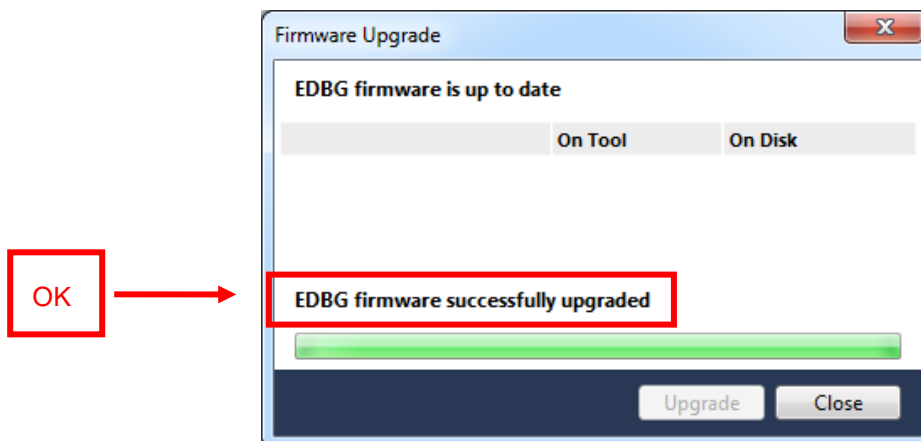 Firmware Upgrade
EDBG firmware is up to date
On Tool On Disk
OK
EDBG firmware successfully upgraded
Upgrade Close